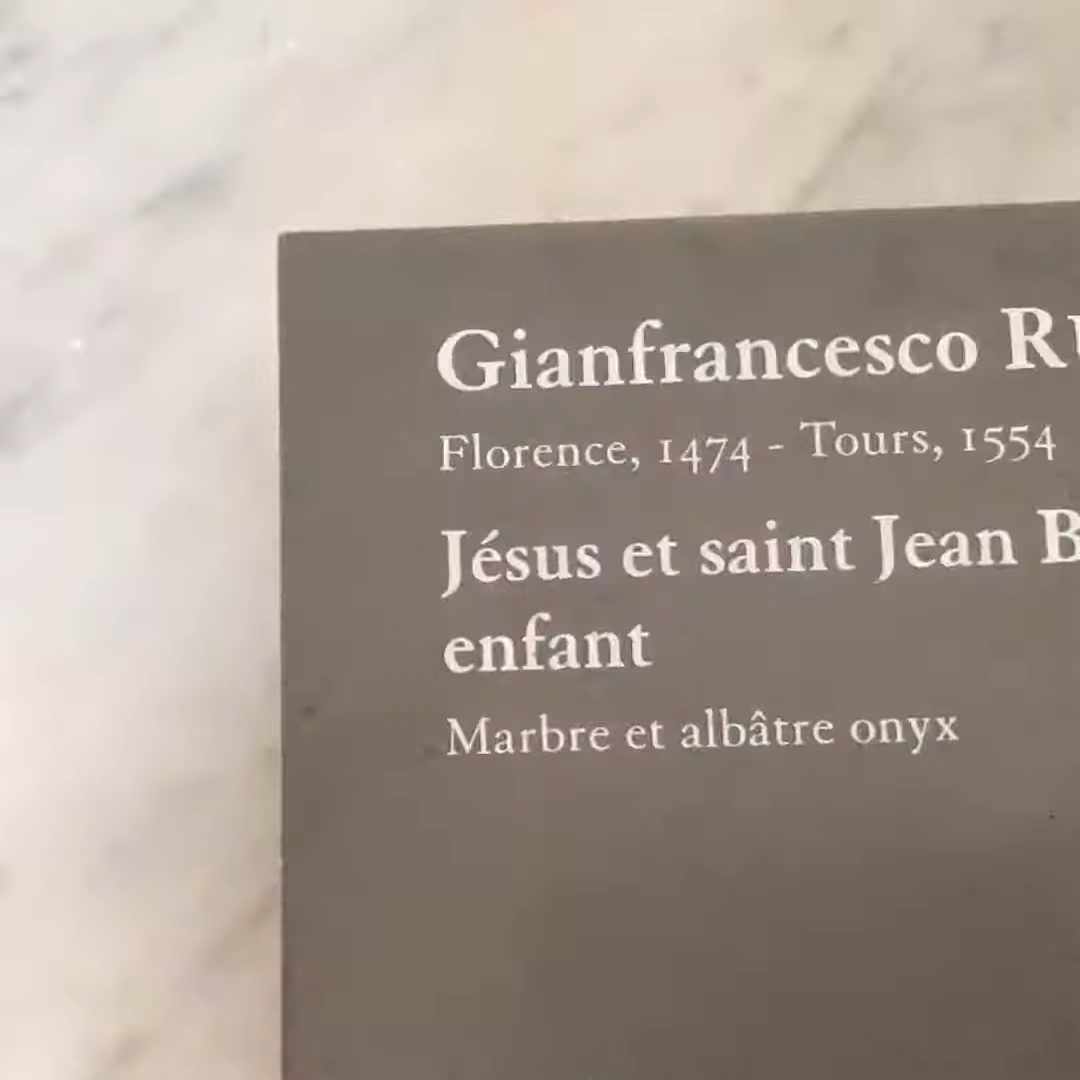 Gianfrancesco
Florence, 1474 - Tours, 1554
Jésus et saint Jean
enfant
Marbre et albâtre onyx